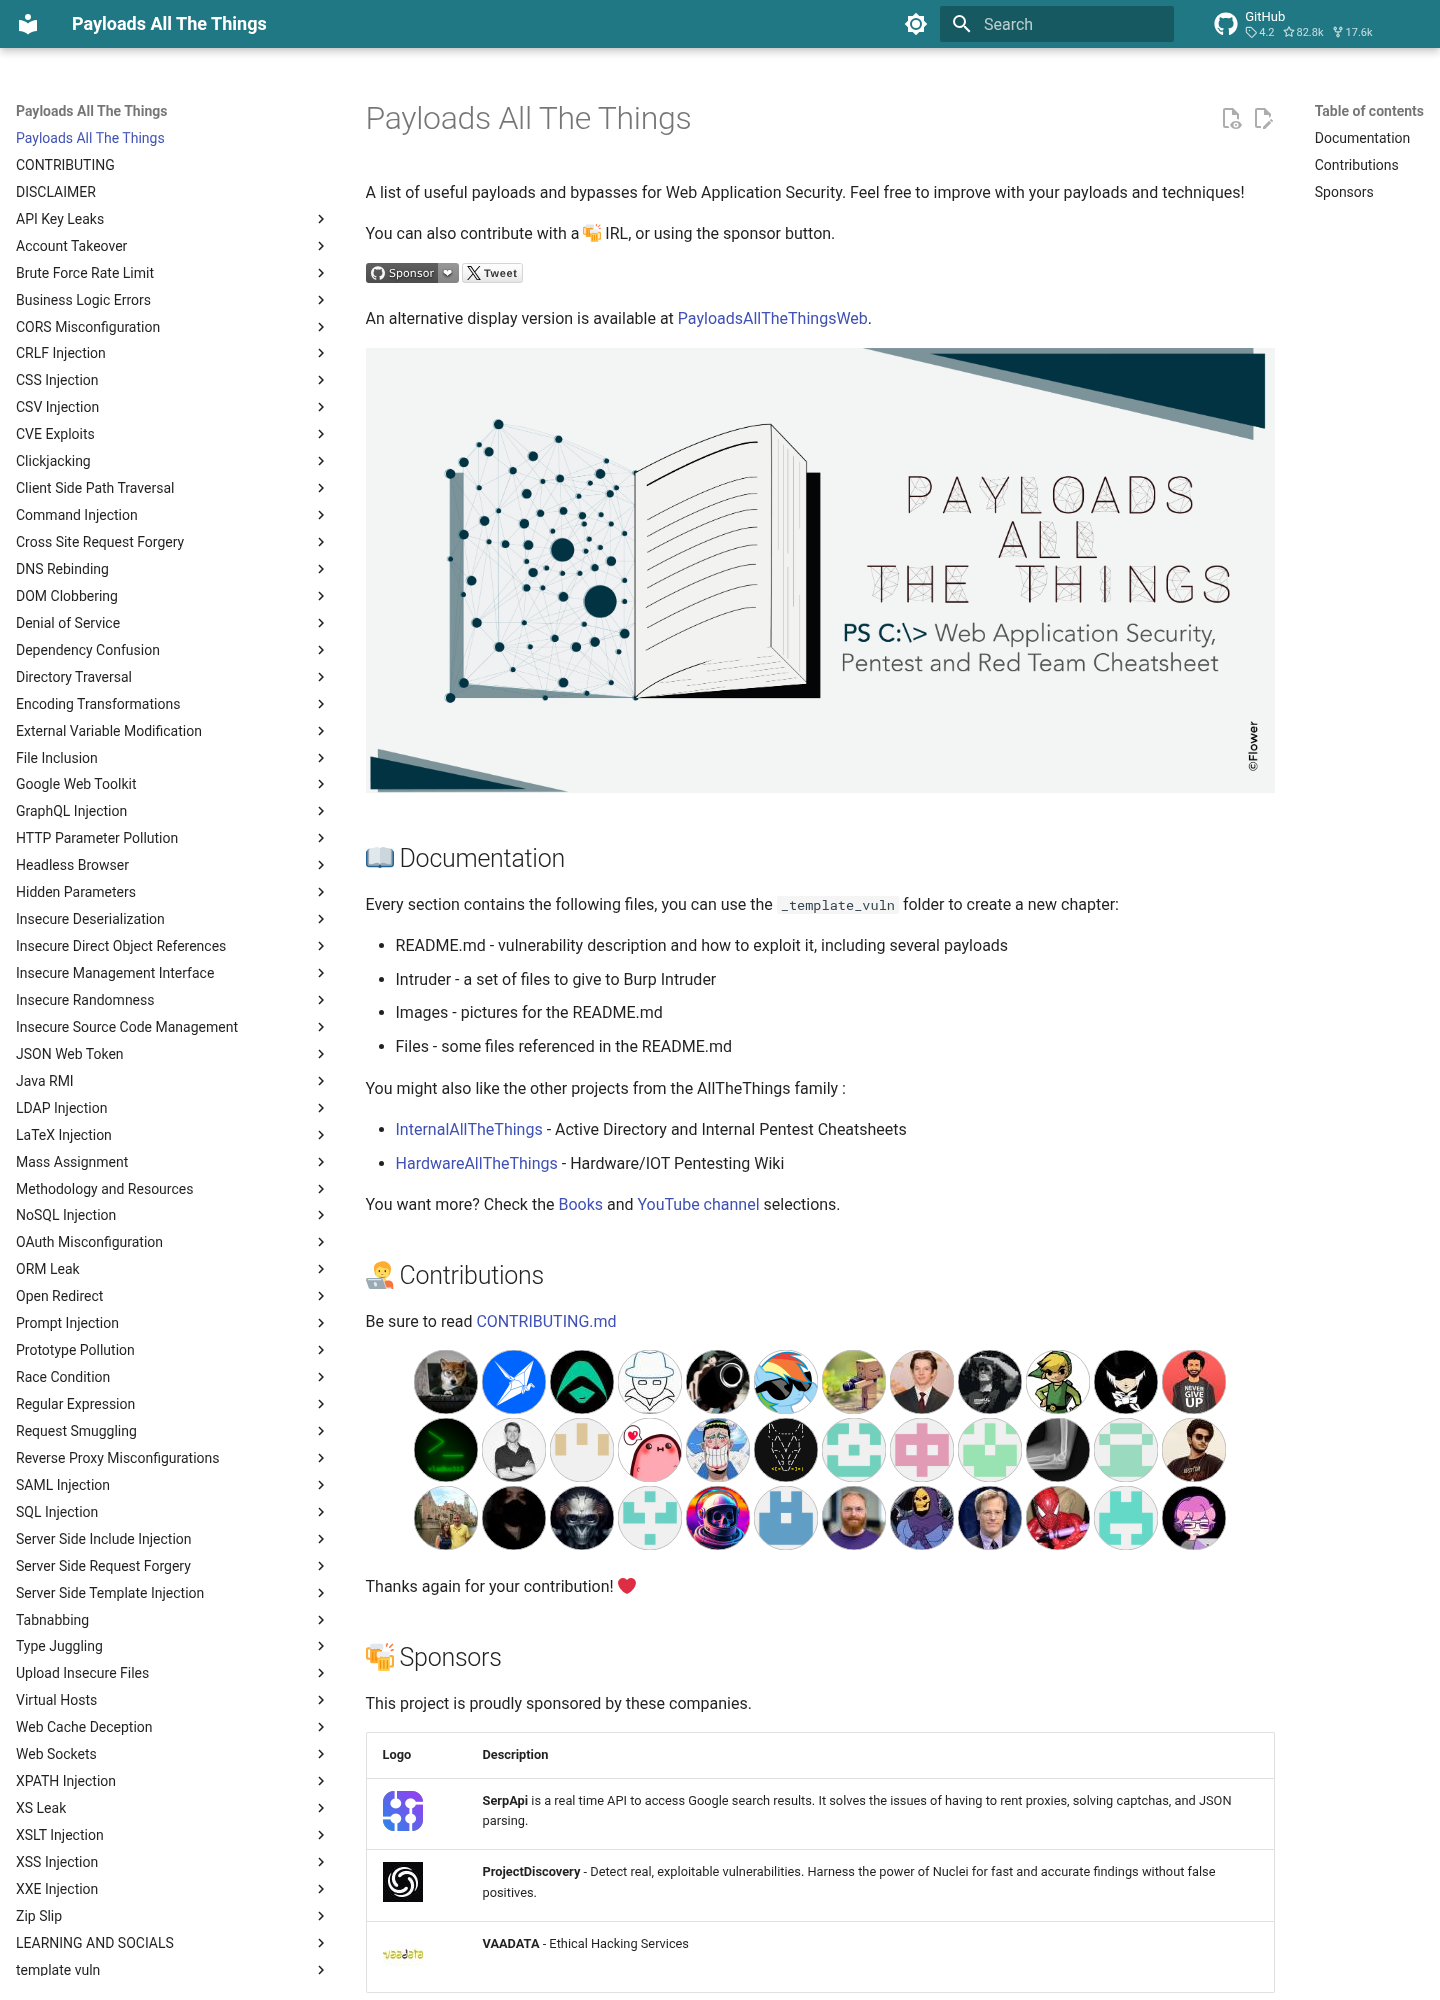 Payloads All The Things
Search
GitHub
4.2 82.8k 17.6k
Payloads All The Things
Payloads All The Things
CONTRIBUTING
DISCLAIMER
API Key Leaks
Account Takeover
Brute Force Rate Limit
Business Logic Errors
CORS Misconfiguration
CRLF Injection
CSS Injection
CSV Injection
CVE Exploits
Clickjacking
Client Side Path Traversal
Command Injection
Cross Site Request Forgery
DNS Rebinding
DOM Clobbering
Denial of Service
Dependency Confusion
Directory Traversal
Encoding Transformations
External Variable Modification
File Inclusion
Google Web Toolkit
GraphQL Injection
HTTP Parameter Pollution
Headless Browser
Hidden Parameters
Insecure Deserialization
Insecure Direct Object References
Insecure Management Interface
Insecure Randomness
Insecure Source Code Management
JSON Web Token
Java RMI
LDAP Injection
LaTeX Injection
Mass Assignment
Methodology and Resources
NoSQL Injection
OAuth Misconfiguration
ORM Leak
Open Redirect
Prompt Injection
Prototype Pollution
Race Condition
Regular Expression
Request Smuggling
Reverse Proxy Misconfigurations
SAML Injection
SQL Injection
Server Side Include Injection
Server Side Request Forgery
Server Side Template Injection
Tabnabbing
Type Juggling
Upload Insecure Files
Virtual Hosts
Web Cache Deception
Web Sockets
XPATH Injection
XS Leak
XSLT Injection
XSS Injection
XXE Injection
Zip Slip
LEARNING AND SOCIALS
template vuln
Payloads All The Things
A list of useful payloads and bypasses for Web Application Security. Feel free to improve with your payloads and techniques!
You can also contribute with a 🍻 IRL, or using the sponsor button.
Sponsor ❤ Tweet
An alternative display version is available at PayloadsAllTheThingsWeb.
PAYLOADS
ALL
THE THINGS
PS C:\> Web Application Security,
Pentest and Red Team Cheatsheet
©Flower
📖 Documentation
Every section contains the following files, you can use the _template_vuln folder to create a new chapter:
• README.md - vulnerability description and how to exploit it, including several payloads
• Intruder - a set of files to give to Burp Intruder
• Images - pictures for the README.md
• Files - some files referenced in the README.md
You might also like the other projects from the AllTheThings family :
• InternalAllTheThings - Active Directory and Internal Pentest Cheatsheets
• HardwareAllTheThings - Hardware/IOT Pentesting Wiki
You want more? Check the Books and YouTube channel selections.
🧑‍💻 Contributions
Be sure to read CONTRIBUTING.md
NEVER
GIVE
UP
Thanks again for your contribution! ❤️
🍻 Sponsors
This project is proudly sponsored by these companies.
Logo Description
SerpApi is a real time API to access Google search results. It solves the issues of having to rent proxies, solving captchas, and JSON
parsing.
ProjectDiscovery - Detect real, exploitable vulnerabilities. Harness the power of Nuclei for fast and accurate findings without false
positives.
vaadata
VAADATA - Ethical Hacking Services
Table of contents
Documentation
Contributions
Sponsors